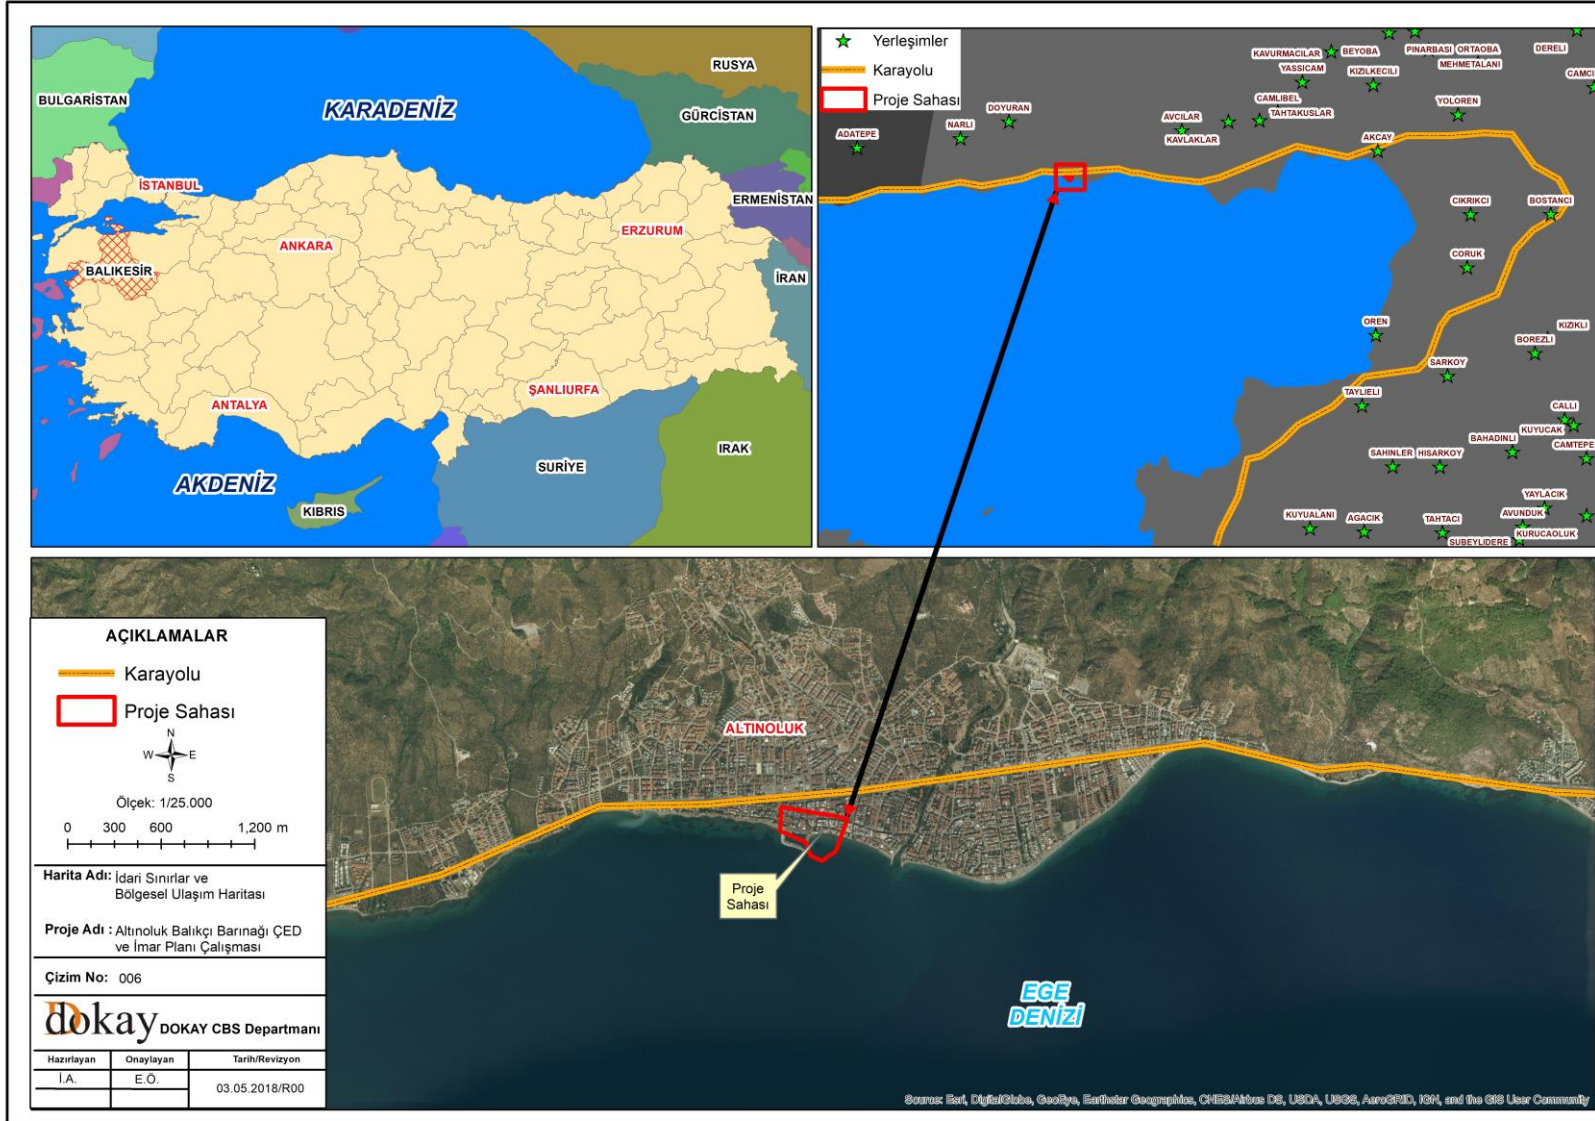 BULGARİSTAN
KARADENİZ
RUSYA
GÜRCİSTAN
İSTANBUL
ERMENİSTAN
ANKARA
ERZURUM
BALIKESİR
İRAN
ANTALYA
ŞANLIURFA
IRAK
SURİYE
AKDENİZ
KIBRIS
Yerleşimler
Karayolu
Proje Sahası
KAVURMACILAR
BEYOBA
PINARBASI
ORTAOBA
DERELI
MEHMETALANI
YASSICAM
KIZILKECILI
CAMCI
CAMLIBEL
YOLOREN
DOYURAN
AVCILAR
TAHTAKUSLAR
NARLI
ADATEPE
KAVLAKLAR
AKCAY
CIKRIKCI
BOSTANCI
CORUK
OREN
KIZIKLI
BOREZLI
SARKOY
TAYLIELI
CALLI
KUYUCAK
BAHADINLI
CAMTEPE
SAHINLER
HISARKOY
YAYLACIK
KUYUALANI
AGACIK
TAHTACI
AVUNDUK
KURUCAOLUK
SUBEYLIDERE
AÇIKLAMALAR
Karayolu
Proje Sahası
N
W
E
S
Ölçek: 1/25.000
0 300 600 1,200 m
Harita Adı: İdari Sınırlar ve
Bölgesel Ulaşım Haritası
Proje Adı : Altınoluk Balıkçı Barınağı ÇED
ve İmar Planı Çalışması
Çizim No: 006
dokay DOKAY CBS Departmanı
Hazırlayan Onaylayan Tarih/Revizyon
İ.A. E.Ö. 03.05.2018/R00
ALTINOLUK
Proje
Sahası
EGE
DENİZİ
Source: Esri, DigitalGlobe, GeoEye, Earthstar Geographics, CNES/Airbus DS, USDA, USGS, AeroGRID, IGN, and the GIS User Community